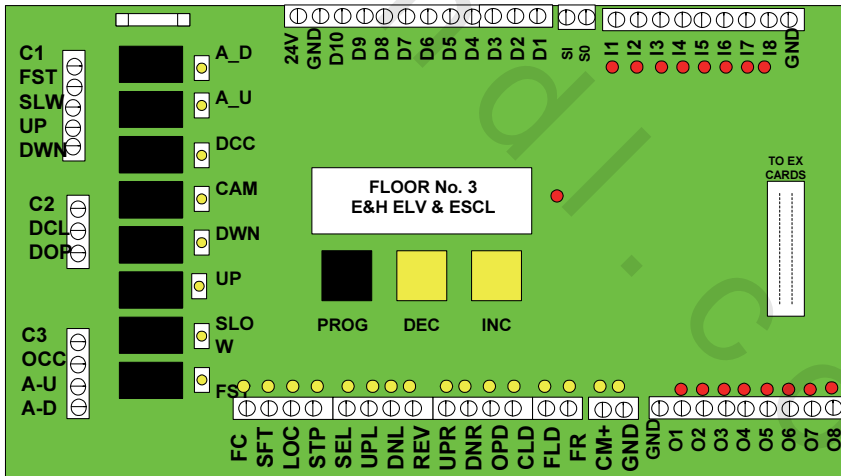 24V GND D10 D9 D8 D7 D6 D5 D4 D3 D2 D1 SI S0 I1 I2 I3 I4 I5 I6 I7 I8 GND
C1
FST
SLW
UP
DWN
C2
DCL
DOP
C3
OCC
A-U
A-D
A_D
A_U
DCC
CAM
DWN
UP
SLO
W
FST
FLOOR No. 3
E&H ELV & ESCL
PROG DEC INC
TO EX
CARDS
FC SFT LOC STP SEL UPL DNL REV UPR DNR OPD CLD FLD FR CM+ GND GND O1 O2 O3 O4 O5 O6 O7 O8